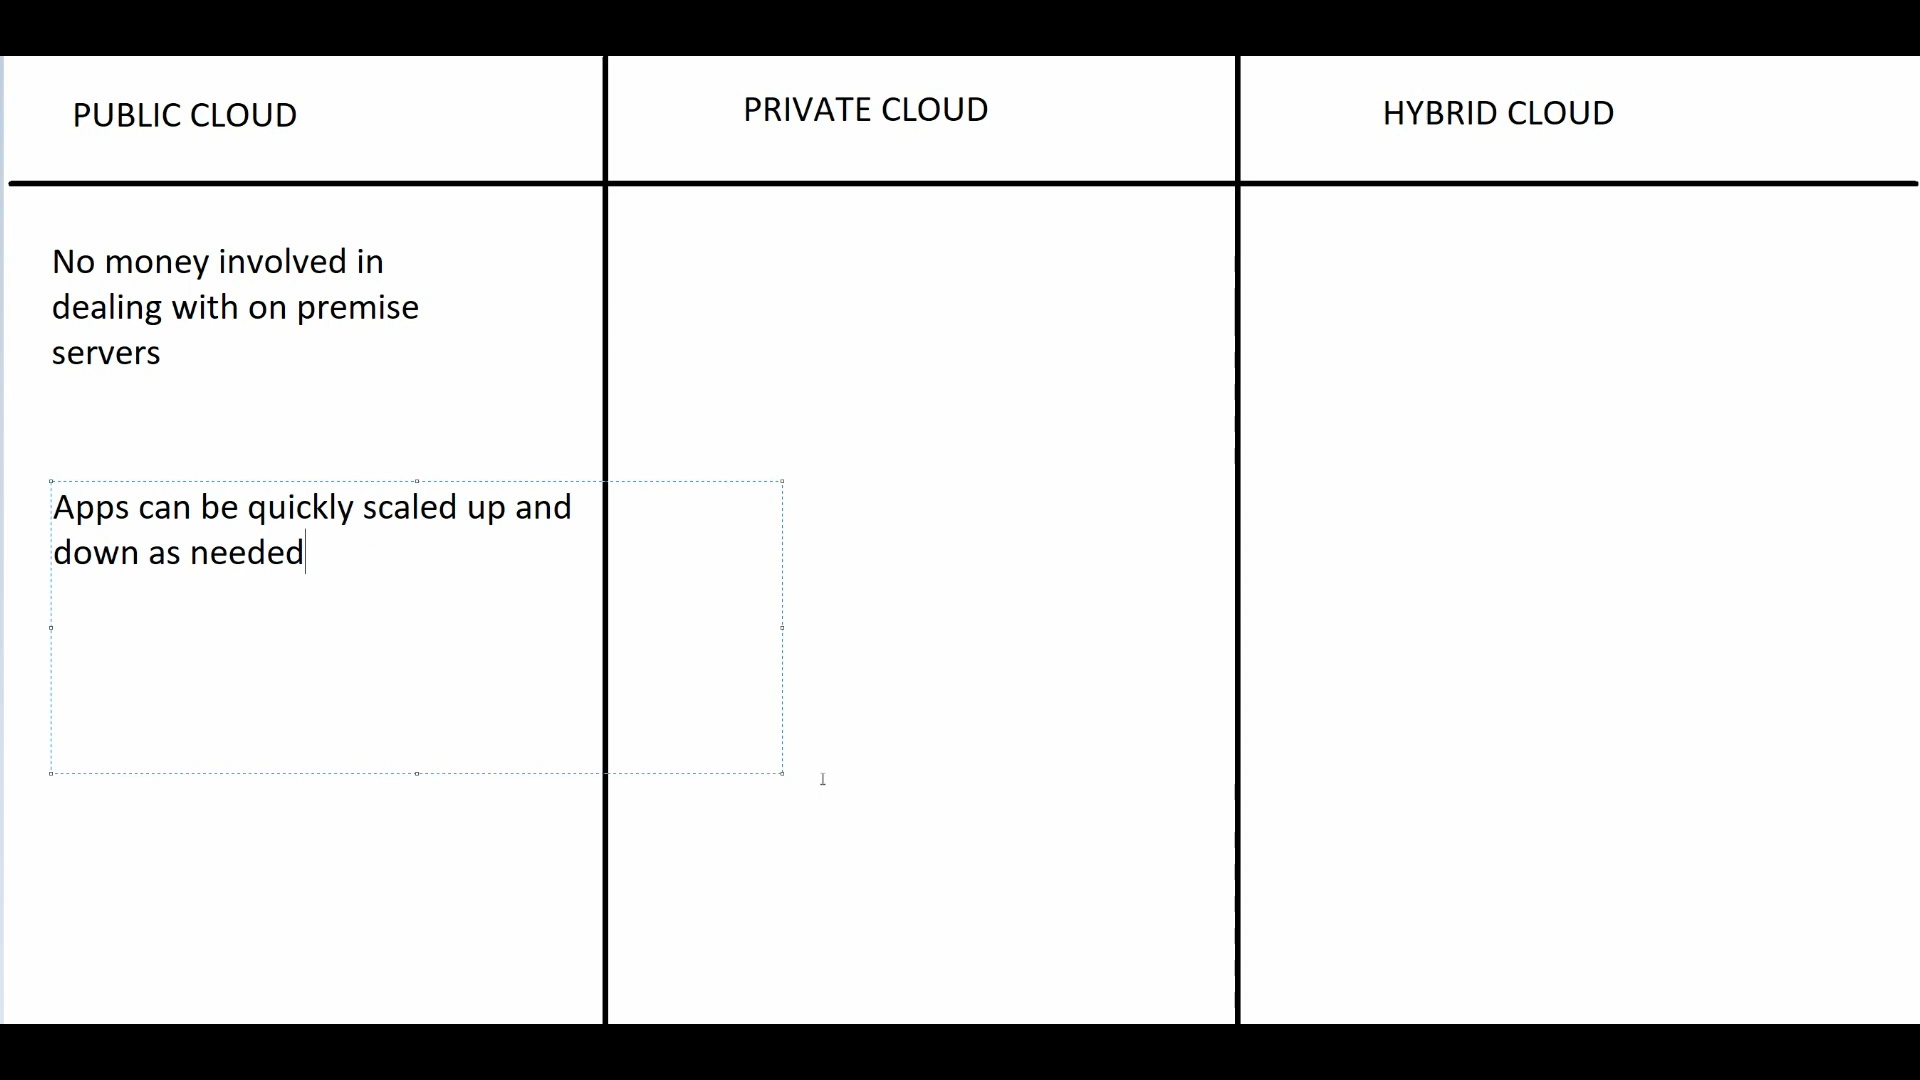 PUBLIC CLOUD
PRIVATE CLOUD
HYBRID CLOUD
No money involved in
dealing with on premise
servers
Apps can be quickly scaled up and
down as needed